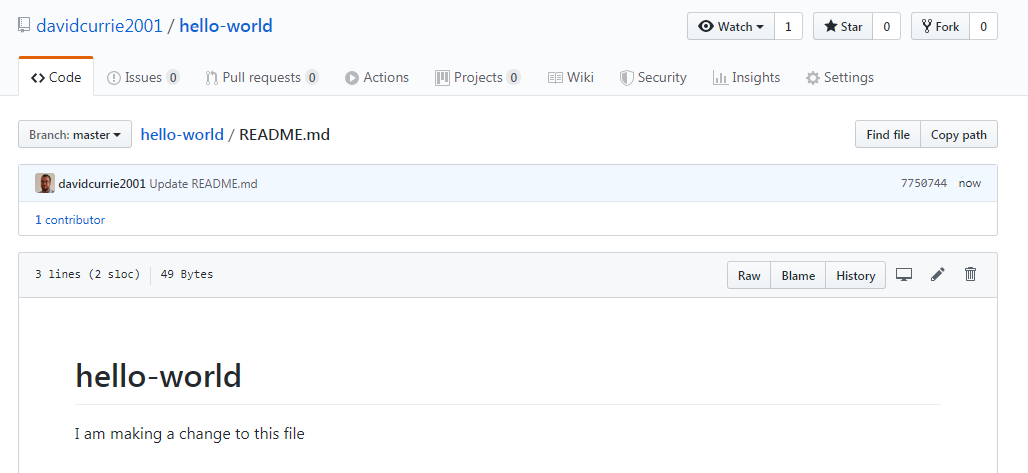 davidcurrie2001 / hello-world
Watch 1 Star 0 Fork 0
Code Issues 0 Pull requests 0 Actions Projects 0 Wiki Security Insights Settings
Branch: master hello-world / README.md Find file Copy path
davidcurrie2001 Update README.md 7750744 now
1 contributor
3 lines (2 sloc) 49 Bytes Raw Blame History
hello-world
I am making a change to this file